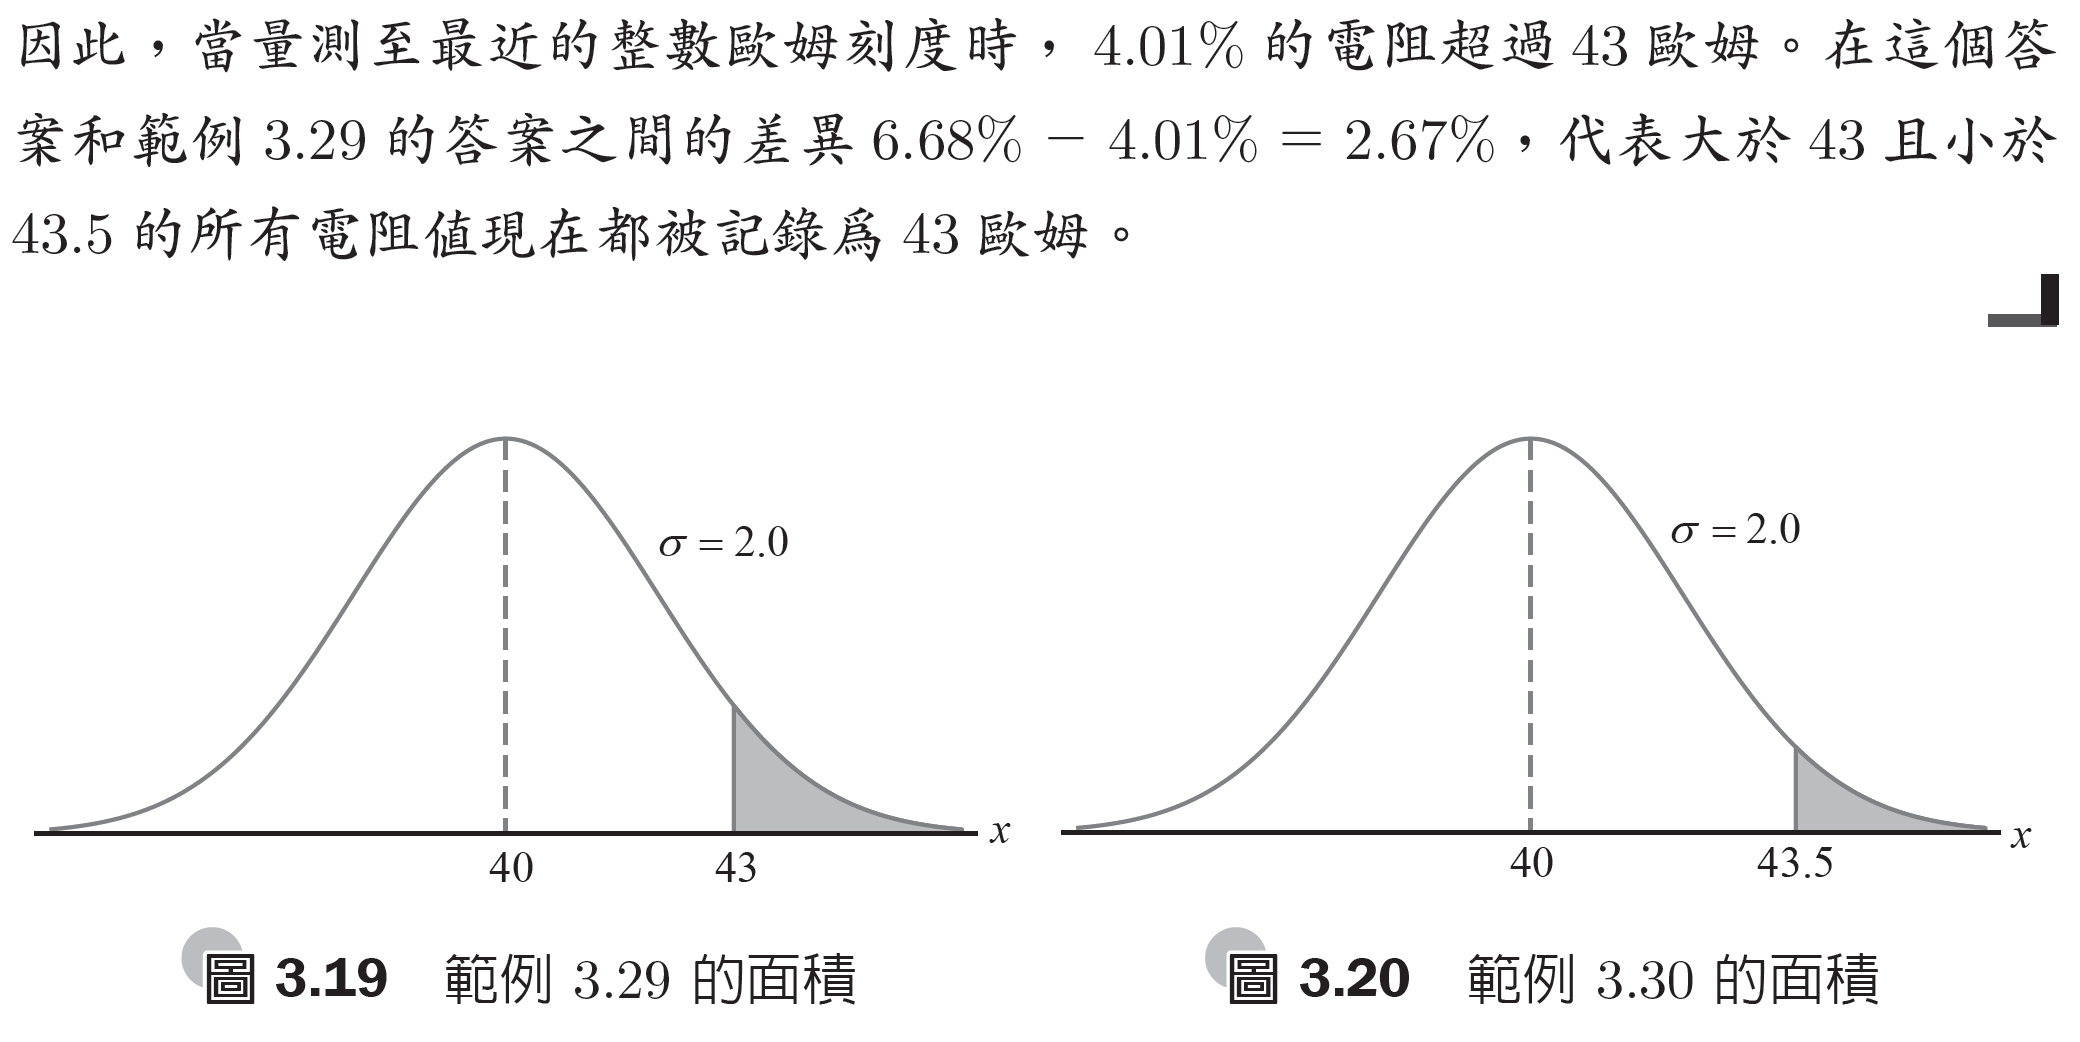 因此，當量測至最近的整數歐姆刻度時， 4.01% 的電阻超過 43 歐姆。在這個答
案和範例 3.29 的答案之間的差異 6.68% − 4.01% = 2.67%，代表大於 43 且小於
43.5 的所有電阻值現在都被記錄爲 43 歐姆。
σ = 2.0
40
43
x
圖 3.19 範例 3.29 的面積
σ = 2.0
40
43.5
x
圖 3.20 範例 3.30 的面積